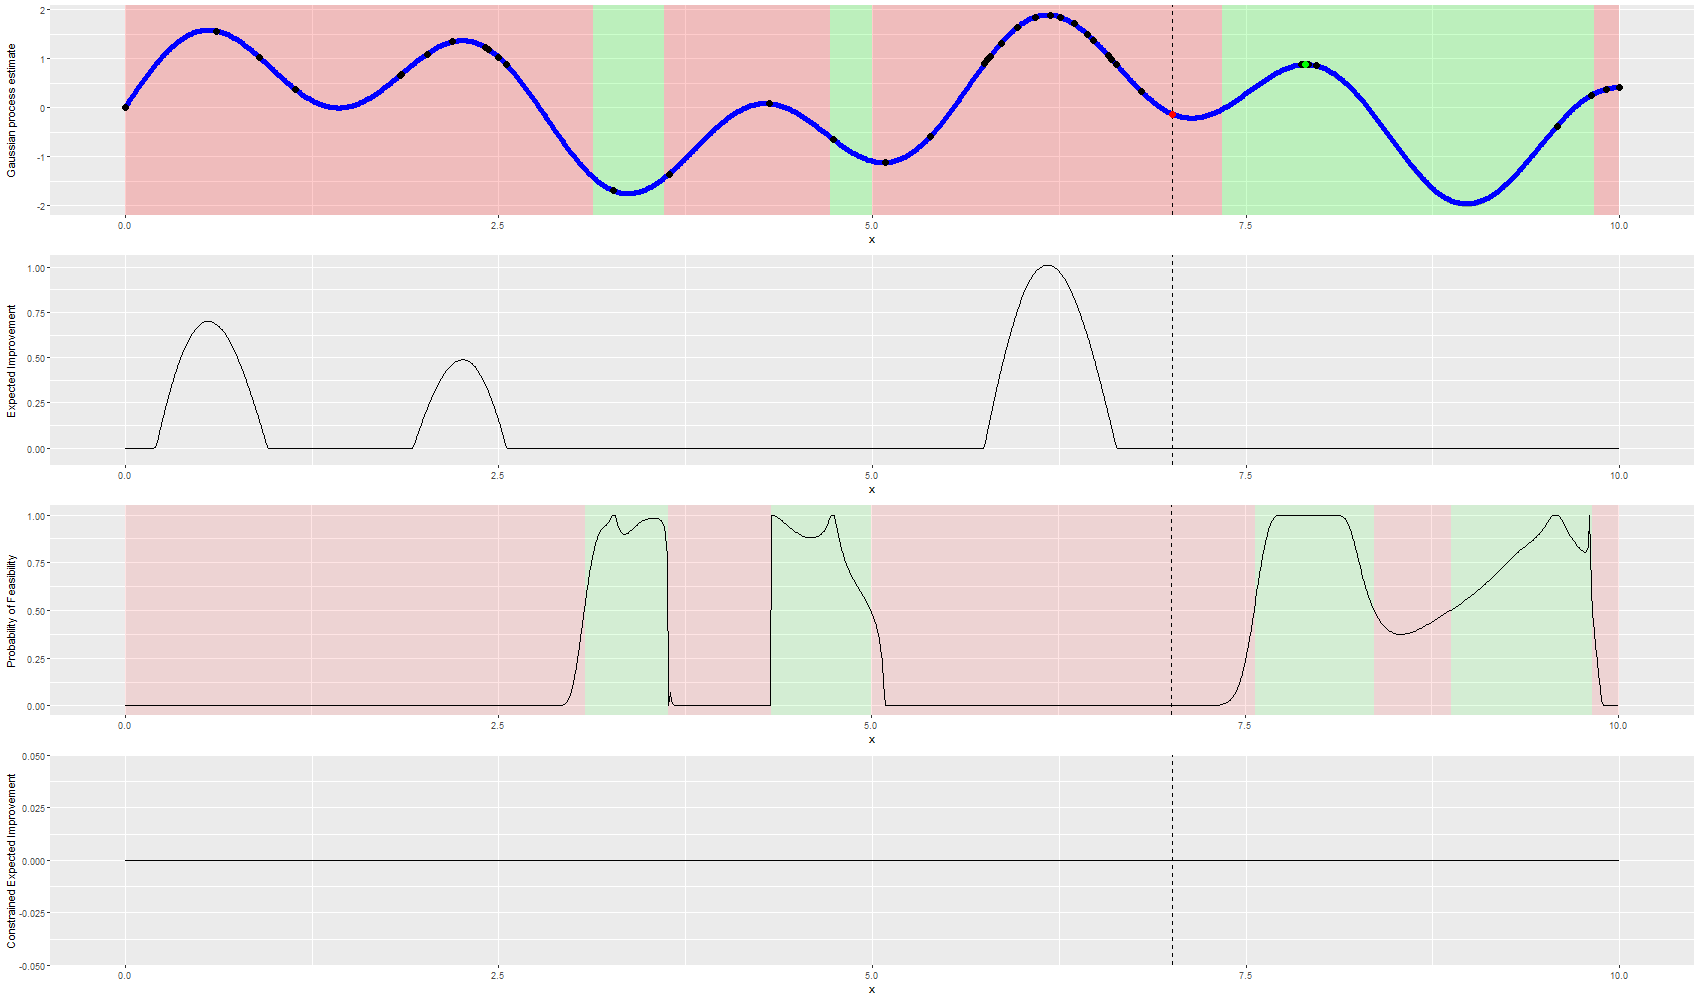 Gaussian process estimate
2
1
0
-1
-2
0.0 2.5 5.0 7.5 10.0
x
Expected Improvement
1.00
0.75
0.50
0.25
0.00
0.0 2.5 5.0 7.5 10.0
x
Probability of Feasibility
1.00
0.75
0.50
0.25
0.00
0.0 2.5 5.0 7.5 10.0
x
Constrained Expected Improvement
0.050
0.025
0.000
-0.025
-0.050
0.0 2.5 5.0 7.5 10.0
x